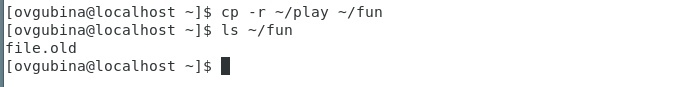 [ovgubina@localhost ~]$ cp -r ~/play ~/fun
[ovgubina@localhost ~]$ ls ~/fun
file.old
[ovgubina@localhost ~]$